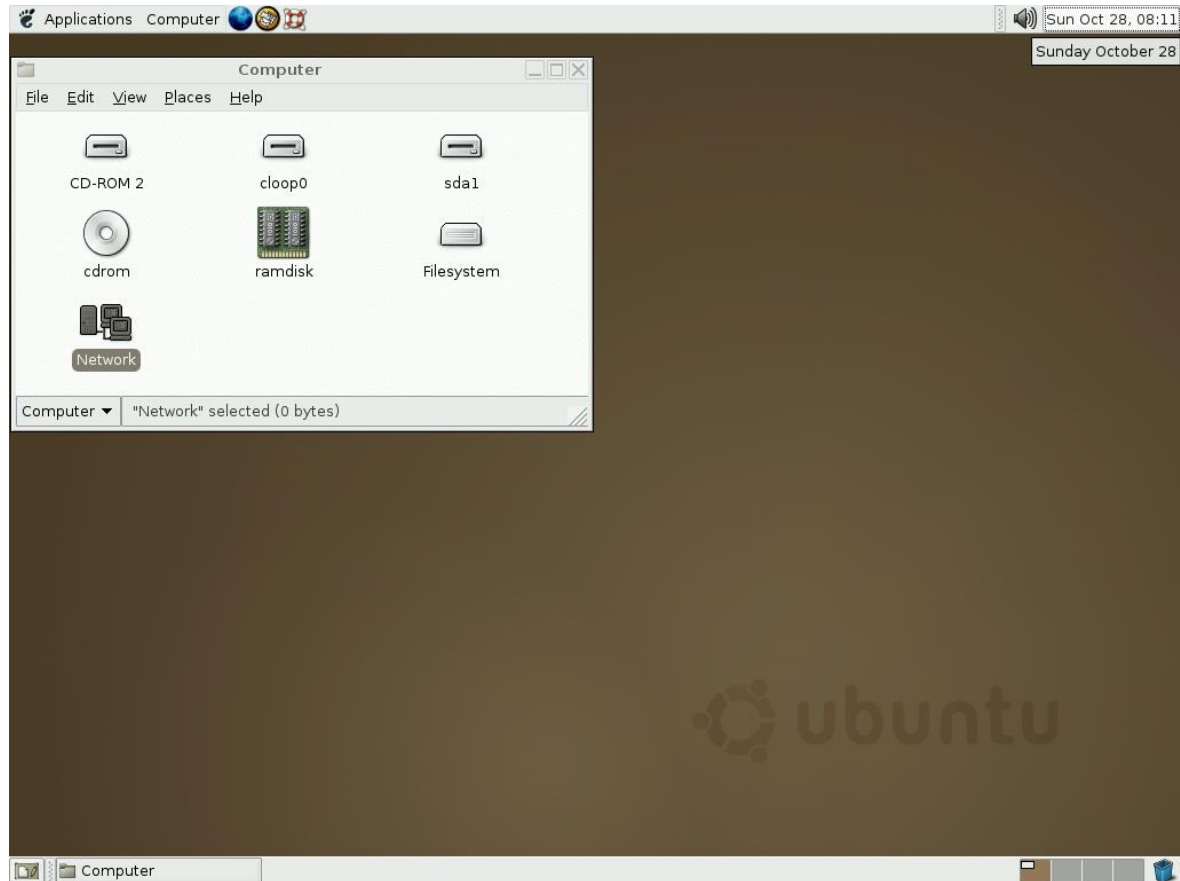 Applications Computer Sun Oct 28, 08:11
Sunday October 28
Computer
File Edit View Places Help
CD-ROM 2 cloop0 sda1
cdrom ramdisk Filesystem
Network
Computer "Network" selected (0 bytes)
ubuntu
Computer